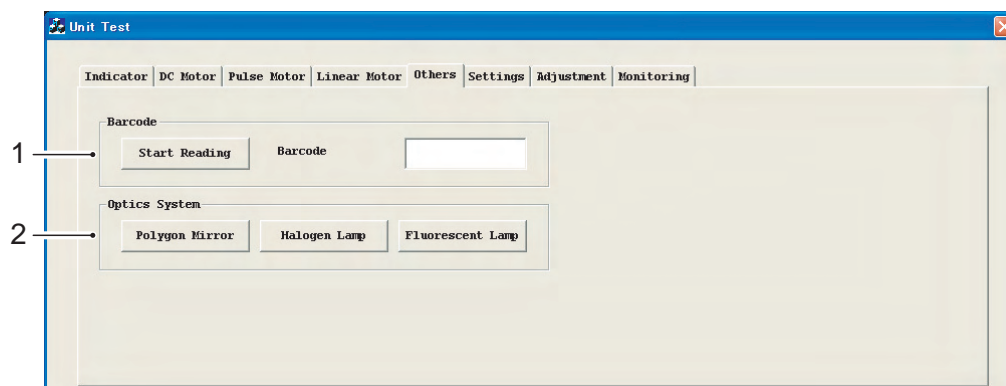 Unit Test
Indicator DC Motor Pulse Motor Linear Motor Others Settings Adjustment Monitoring
Barcode
1 Start Reading Barcode
Optics System
2 Polygon Mirror Halogen Lamp Fluorescent Lamp